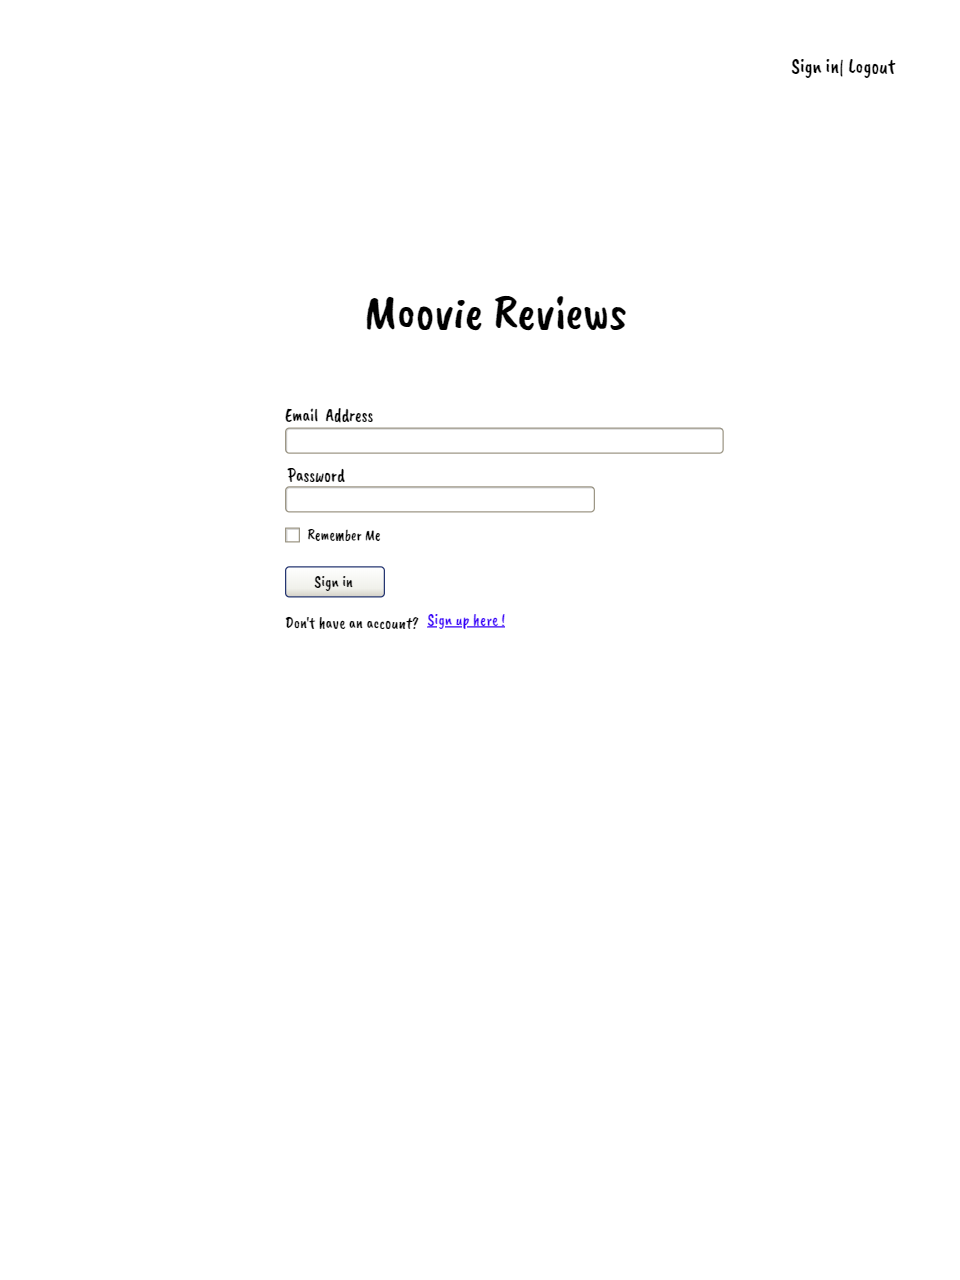 Sign in| Logout
Moovie Reviews
Email Address
Password
Remember Me
Sign in
Don't have an account? Sign up here !